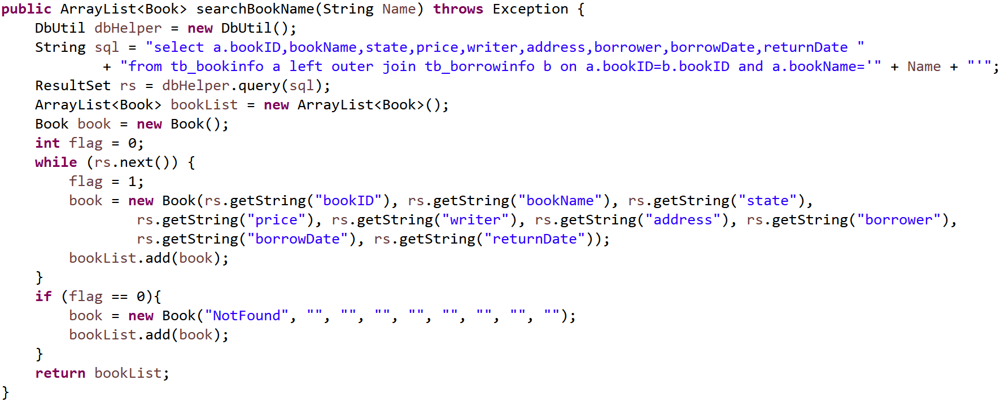 public ArrayList<Book> searchBookName(String Name) throws Exception {
    DbUtil dbHelper = new DbUtil();
    String sql = "select a.bookID,bookName,state,price,writer,address,borrower,borrowDate,returnDate "
            + "from tb_bookinfo a left outer join tb_borrowinfo b on a.bookID=b.bookID and a.bookName='" + Name + "'";
    ResultSet rs = dbHelper.query(sql);
    ArrayList<Book> bookList = new ArrayList<Book>();
    Book book = new Book();
    int flag = 0;
    while (rs.next()) {
        flag = 1;
        book = new Book(rs.getString("bookID"), rs.getString("bookName"), rs.getString("state"),
                rs.getString("price"), rs.getString("writer"), rs.getString("address"), rs.getString("borrower"),
                rs.getString("borrowDate"), rs.getString("returnDate"));
        bookList.add(book);
    }
    if (flag == 0){
        book = new Book("NotFound", "", "", "", "", "", "", "", "");
        bookList.add(book);
    }
    return bookList;
}